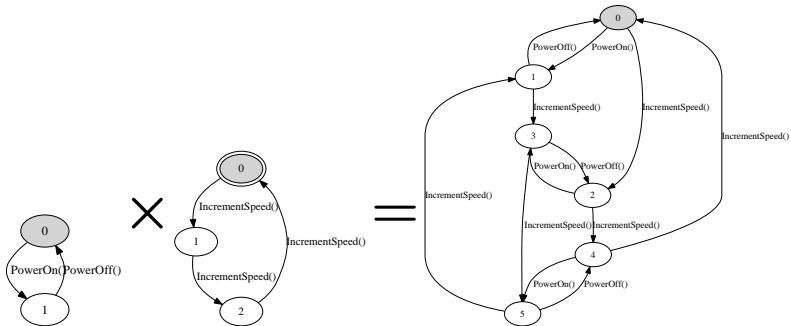 0
PowerOn()
PowerOff()
1
×
0
IncrementSpeed()
1
IncrementSpeed()
IncrementSpeed()
2
=
0
PowerOff()
PowerOn()
1
IncrementSpeed()
IncrementSpeed()
3
IncrementSpeed()
PowerOn()
PowerOff()
2
IncrementSpeed()
IncrementSpeed()
IncrementSpeed()
4
PowerOn()
PowerOff()
5